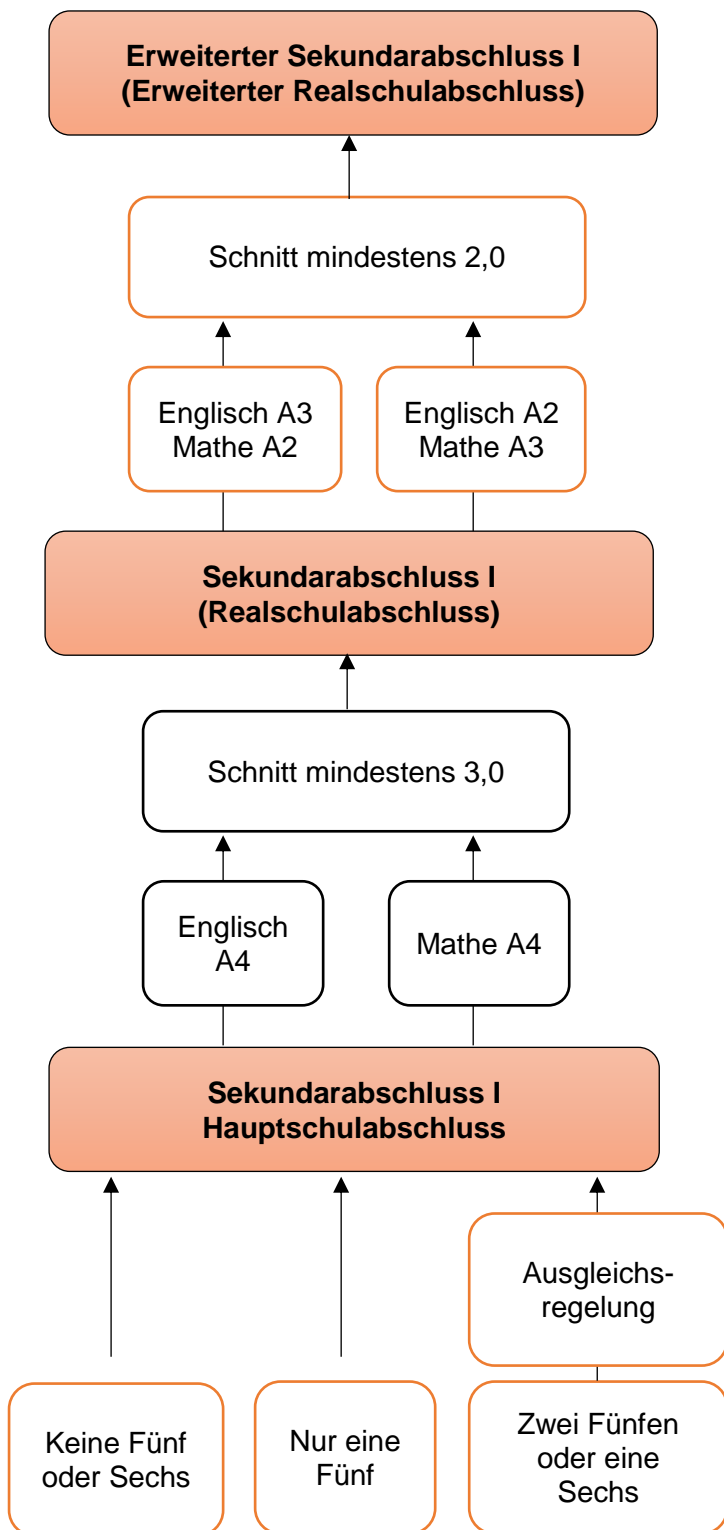 Erweiterter Sekundarabschluss I
(Erweiterter Realschulabschluss)
Schnitt mindestens 2,0
Englisch A3
Mathe A2
Englisch A2
Mathe A3
Sekundarabschluss I
(Realschulabschluss)
Schnitt mindestens 3,0
Englisch
A4
Mathe A4
Sekundarabschluss I
Hauptschulabschluss
Ausgleichs-
regelung
Keine Fünf
oder Sechs
Nur eine
Fünf
Zwei Fünfen
oder eine
Sechs